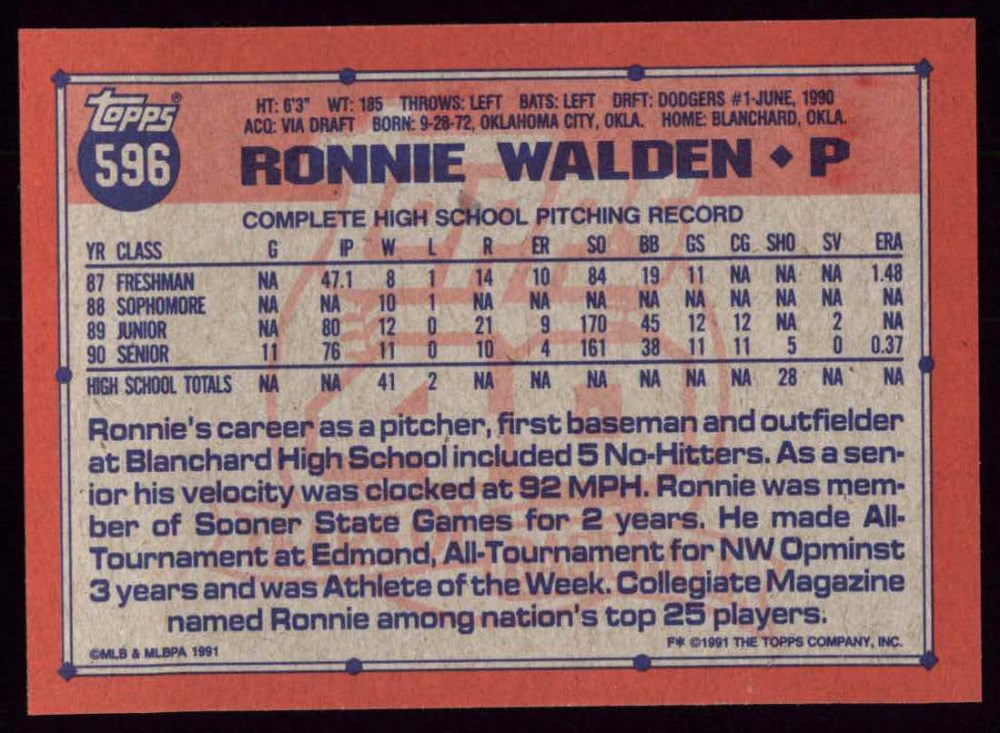 Topps®
596
HT: 6'3" WT: 185 THROWS: LEFT BATS: LEFT DRFT: DODGERS #1-JUNE, 1990
ACQ: VIA DRAFT BORN: 9-28-72, OKLAHOMA CITY, OKLA. HOME: BLANCHARD, OKLA.
RONNIE WALDEN ◆ P
COMPLETE HIGH SCHOOL PITCHING RECORD
YR CLASS G IP W L R ER SO BB GS CG SHO SV ERA
87 FRESHMAN NA 47.1 8 1 14 10 84 19 11 NA NA NA 1.48
88 SOPHOMORE NA NA 10 1 NA NA NA NA NA NA NA NA NA
89 JUNIOR NA 80 12 0 21 9 170 45 12 12 NA 2 NA
90 SENIOR 11 76 11 0 10 4 161 38 11 11 5 0 0.37
HIGH SCHOOL TOTALS NA NA 41 2 NA NA NA NA NA NA 28 NA NA
Ronnie's career as a pitcher, first baseman and outfielder
at Blanchard High School included 5 No-Hitters. As a sen-
ior his velocity was clocked at 92 MPH. Ronnie was mem-
ber of Sooner State Games for 2 years. He made All-
Tournament at Edmond, All-Tournament for NW Opminst
3 years and was Athlete of the Week. Collegiate Magazine
named Ronnie among nation's top 25 players.
©MLB & MLBPA 1991
F* ©1991 THE TOPPS COMPANY, INC.